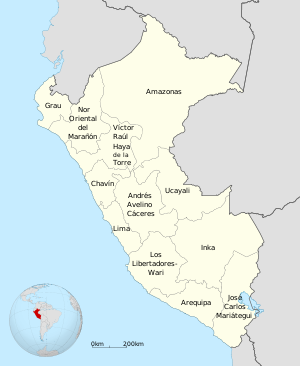 Amazonas
Grau
Nor
Oriental
del
Marañón
Víctor
Raúl
Haya
de la
Torre
Chavín
Ucayali
Andrés
Avelino
Cáceres
Lima
Inka
Los
Libertadores-
Wari
Arequipa
José
Carlos
Mariátegui
0km 200km